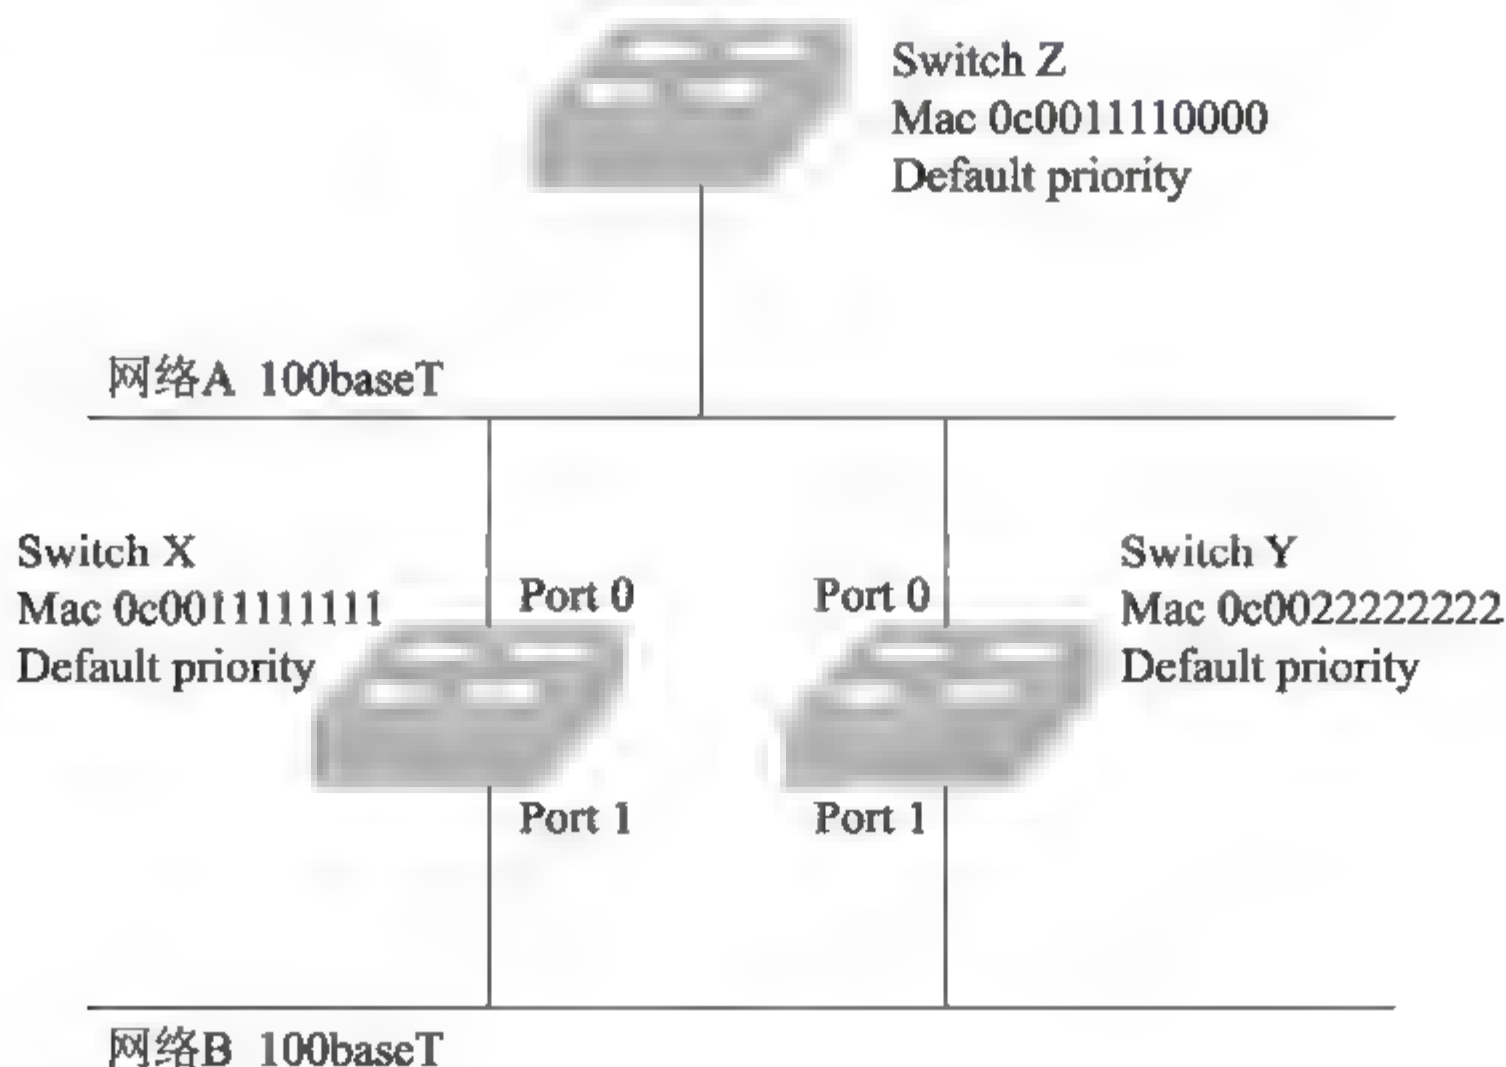 Switch Z
Mac 0c0011110000
Default priority
网络A 100baseT
Switch X
Mac 0c0011111111
Default priority
Port 0
Port 0
Switch Y
Mac 0c0022222222
Default priority
Port 1
Port 1
网络B 100baseT